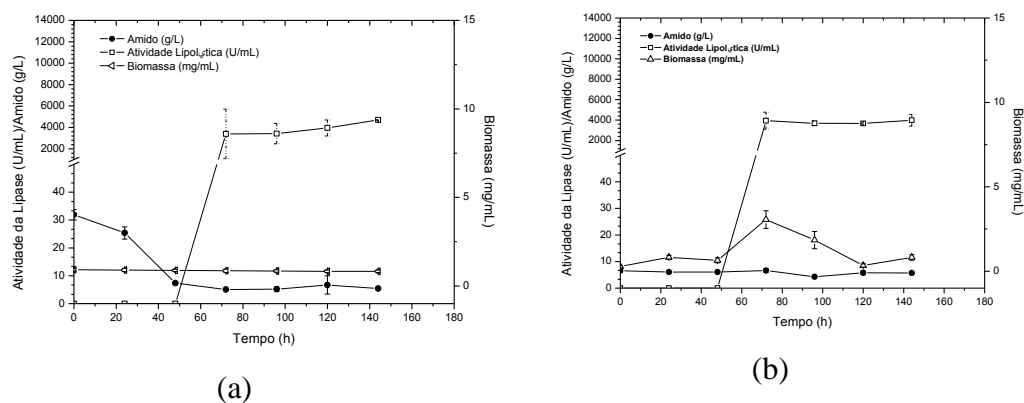 Amido (g/L)
Atividade Lipolítica (U/mL)
Biomassa (mg/mL)
14000
12000
10000
8000
6000
4000
2000
40
30
20
10
0
15
10
5
0
0 20 40 60 80 100 120 140 160 180
Atividade da Lipase (U/mL)/Amido (g/L)
Biomassa (mg/mL)
Tempo (h)
(a)
Amido (g/L)
Atividade Lipolítica (U/mL)
Biomassa (mg/mL)
14000
12000
10000
8000
6000
4000
2000
40
30
20
10
0
15
10
5
0
0 20 40 60 80 100 120 140 160 180
Atividade da Lipase (U/mL)/Amido (g/L)
Biomassa (mg/mL)
Tempo (h)
(b)